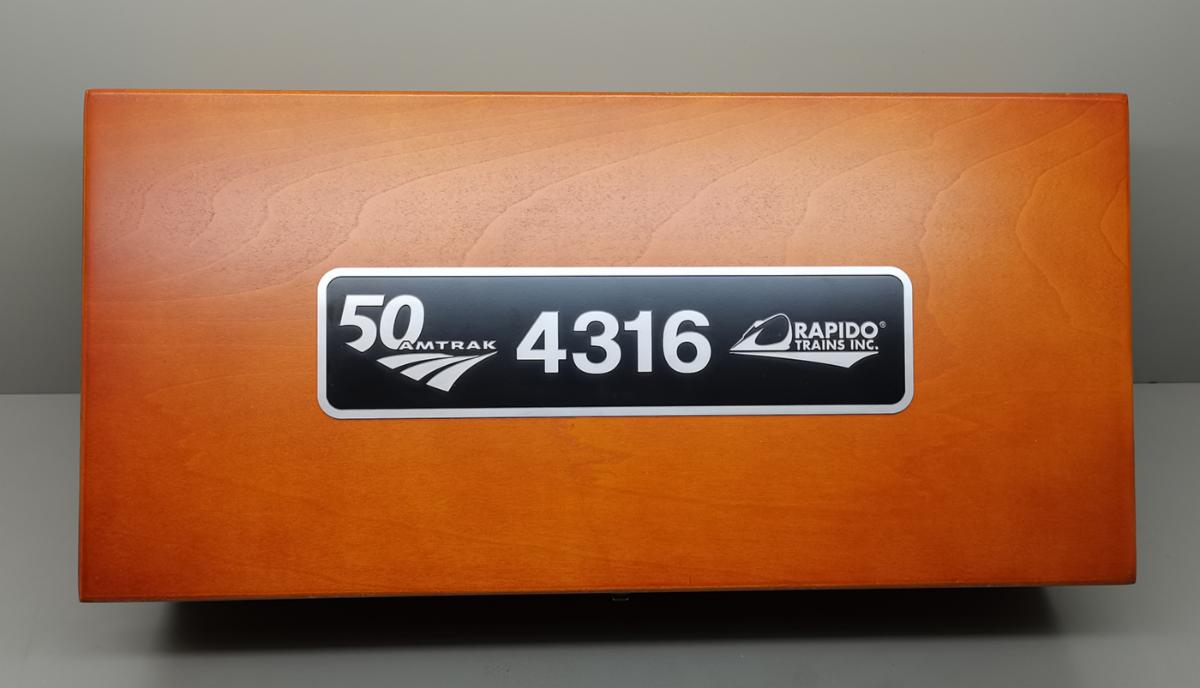 50
AMTRAK
4316
RAPIDO®
TRAINS INC.